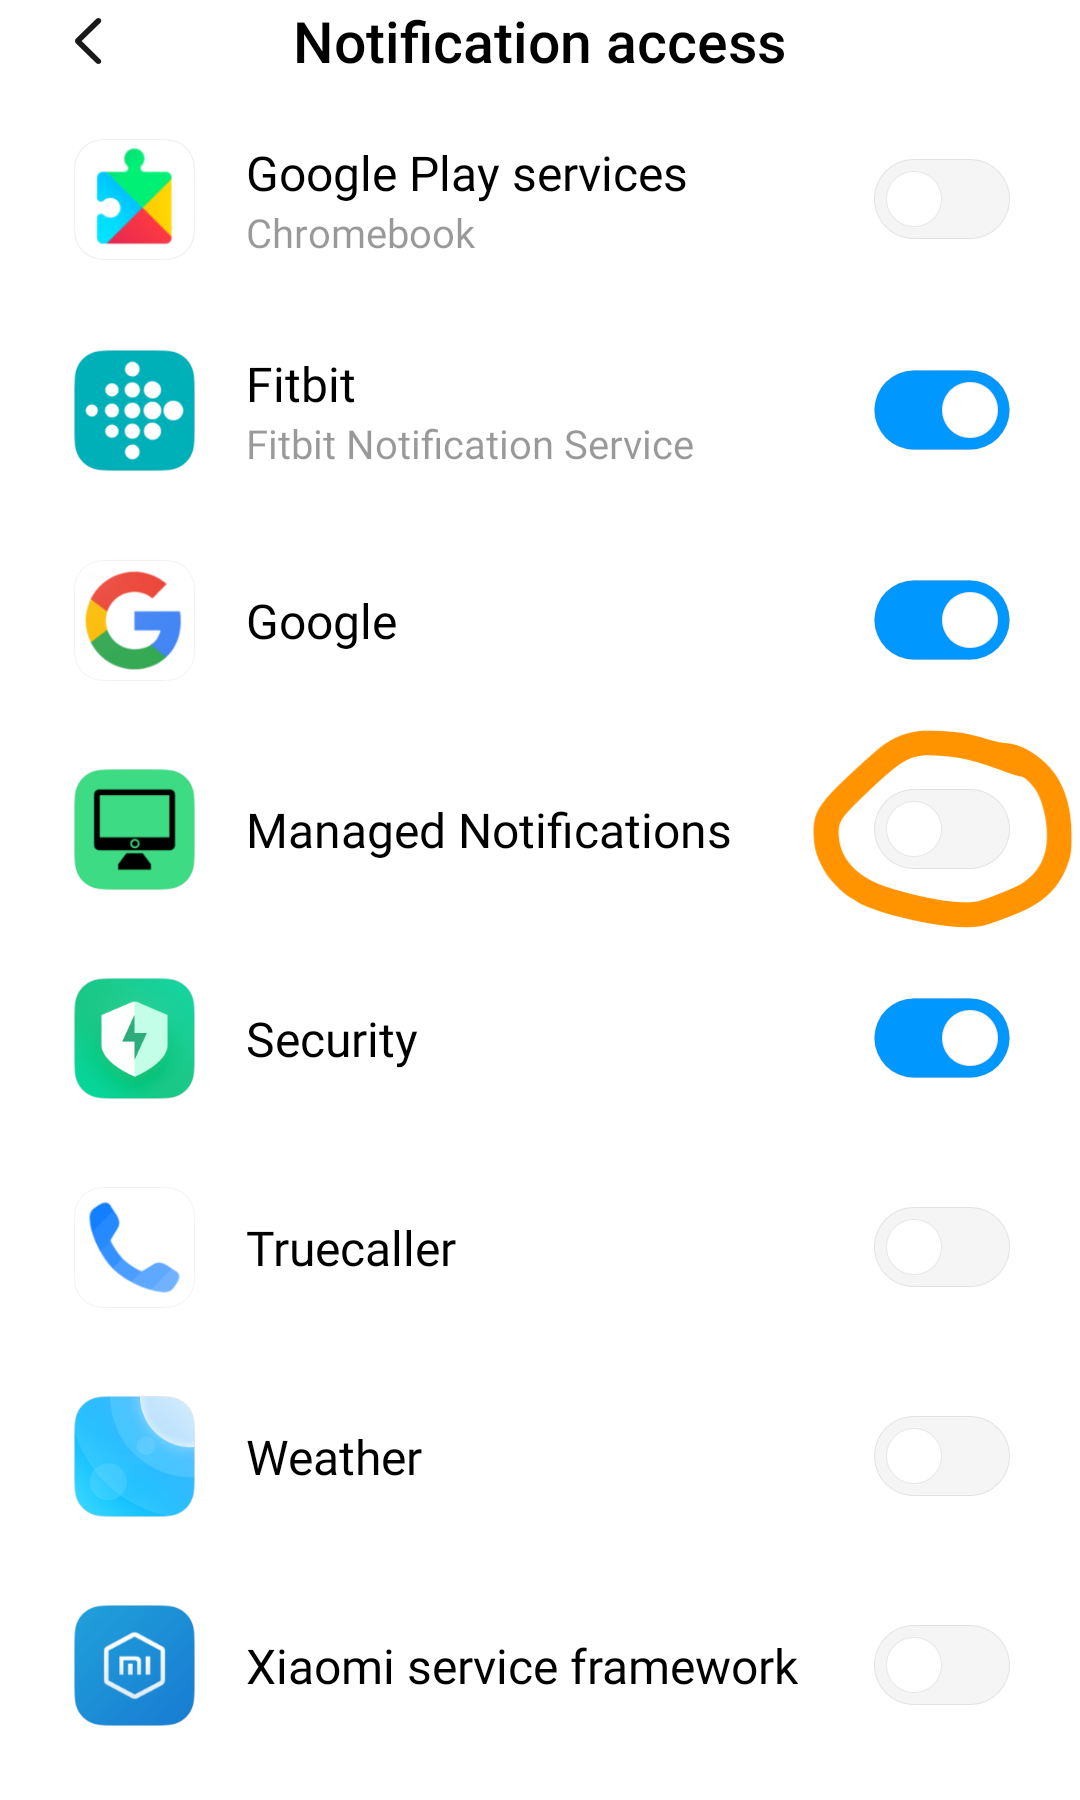 Notification access
Google Play services
Chromebook
Fitbit
Fitbit Notification Service
Google
Managed Notifications
Security
Truecaller
Weather
Xiaomi service framework